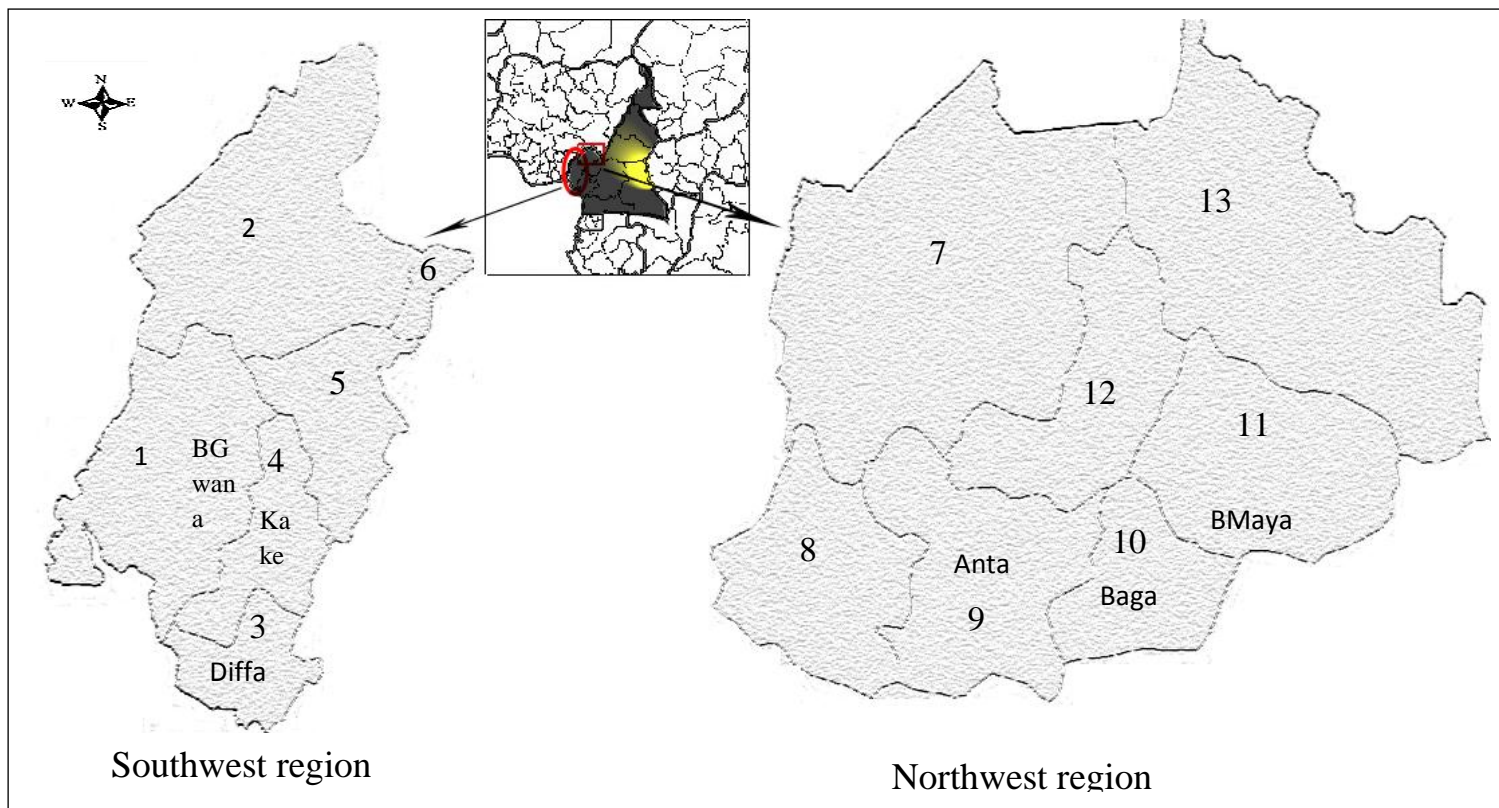 N
W E
S
2
6
5
1
BG
wan
a
4
Ka
ke
3
Diffa
Southwest region
13
7
12
11
BMaya
8
Anta
10
Baga
9
Northwest region